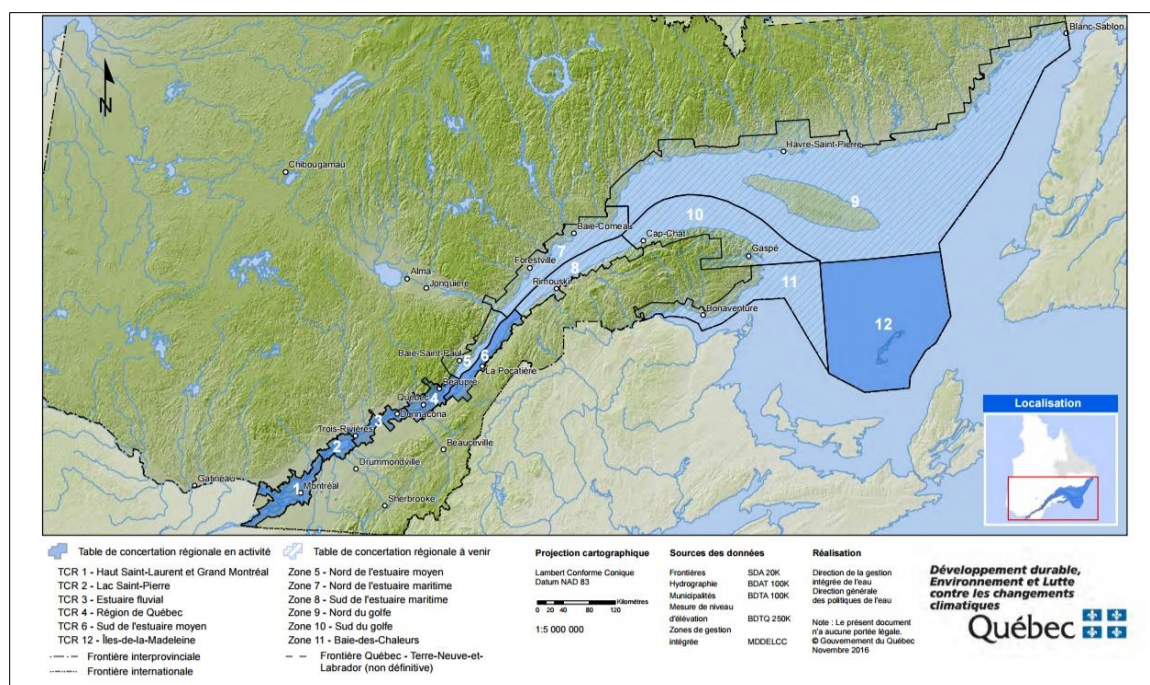 Blanc-Sablon
N
Chibougamau
Havre-Saint-Pierre
9
10
Baie-Comeau
7
Cap-Chat
Gaspé
Forestville
8
Alma
Rimouski
11
Jonquière
Bonaventure
12
Baie-Saint-Paul
5
6
La Pocatière
Beaupré
Québec
4
Donnacona
3
Trois-Rivières
2
Beauceville
Drummondville
Gatineau
1
Montréal
Sherbrooke
Localisation
Table de concertation régionale en activité
TCR 1 - Haut Saint-Laurent et Grand Montréal
TCR 2 - Lac Saint-Pierre
TCR 3 - Estuaire fluvial
TCR 4 - Région de Québec
TCR 6 - Sud de l'estuaire moyen
TCR 12 - Îles-de-la-Madeleine
Frontière interprovinciale
Frontière internationale
Table de concertation régionale à venir
Zone 5 - Nord de l'estuaire moyen
Zone 7 - Nord de l'estuaire maritime
Zone 8 - Sud de l'estuaire maritime
Zone 9 - Nord du golfe
Zone 10 - Sud du golfe
Zone 11 - Baie-des-Chaleurs
Frontière Québec - Terre-Neuve-et-
Labrador (non définitive)
Projection cartographique
Lambert Conforme Conique
Datum NAD 83
Kilomètres
0 20 40 80 120
1:5 000 000
Sources des données
Frontières SDA 20K
Hydrographie BDAT 100K
Municipalités BDTA 100K
Mesure de niveau
d'élévation BDTQ 250K
Zones de gestion
intégrée MDDELCC
Réalisation
Direction de la gestion
intégrée de l'eau
Direction générale
des politiques de l'eau
Note : Le présent document
n'a aucune portée légale.
© Gouvernement du Québec
Novembre 2016
Développement durable,
Environnement et Lutte
contre les changements
climatiques
Québec